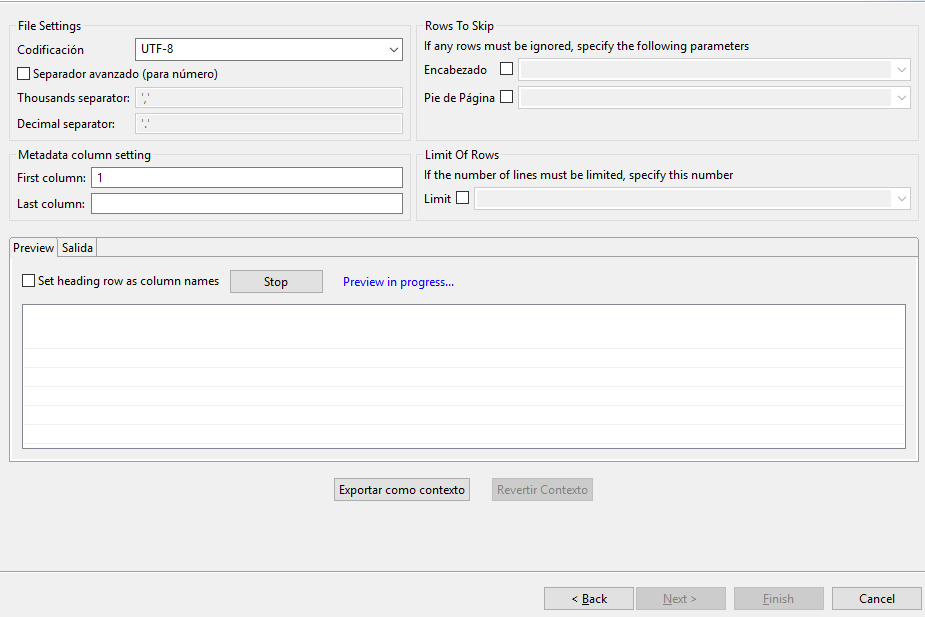 File Settings
Codificación
UTF-8
Separador avanzado (para número)
Thousands separator:
','
Decimal separator:
'.'
Rows To Skip
If any rows must be ignored, specify the following parameters
Encabezado
Pie de Página
Metadata column setting
First column:
1
Last column:
Limit Of Rows
If the number of lines must be limited, specify this number
Limit
Preview
Salida
Set heading row as column names
Stop
Preview in progress...
Exportar como contexto
Revertir Contexto
< Back
Next >
Finish
Cancel